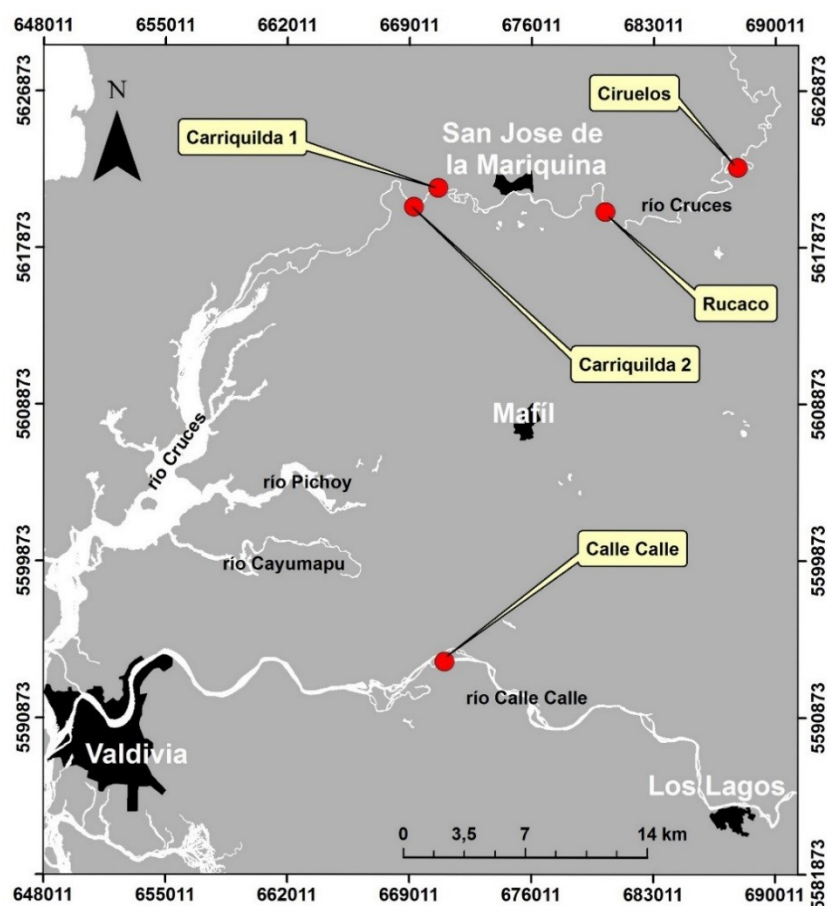 648011 655011 662011 669011 676011 683011 690011
5626873
5626873
N
Ciruelos
Carriquilda 1
San Jose de
la Mariquina
río Cruces
5617873
5617873
Rucaco
Carriquilda 2
5608873
5608873
Mafíl
río Cruces
río Pichoy
5599873
5599873
Calle Calle
río Cayumapu
río Calle Calle
5590873
5590873
Valdivia
Los Lagos
0 3,5 7 14 km
5581873
648011 655011 662011 669011 676011 683011 690011